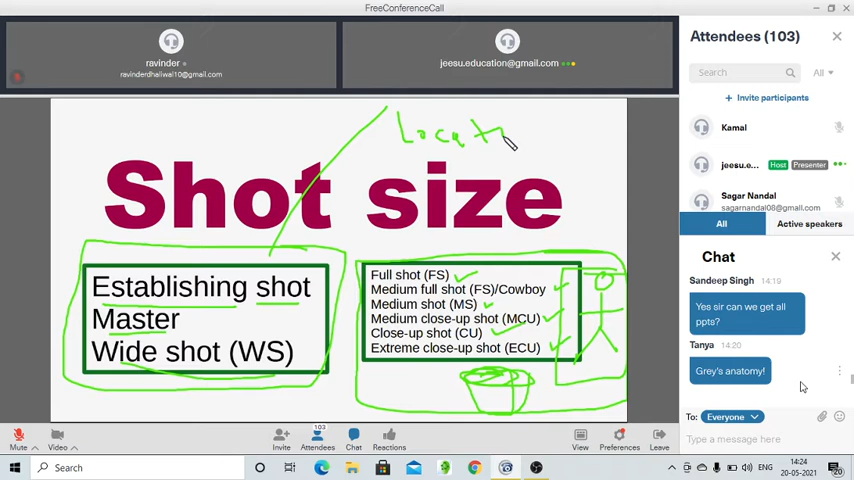 FreeConferenceCall
ravinder
ravinderdhaliwal10@gmail.com
jeesu.education@gmail.com
Locat
Shot size
Establishing shot
Master
Wide shot (WS)
Full shot (FS)
Medium full shot (FS)/Cowboy
Medium shot (MS)
Medium close-up shot (MCU)
Close-up shot (CU)
Extreme close-up shot (ECU)
Attendees (103)
Search
All
+ Invite participants
Kamal
jeesu.e...
Host
Presenter
Sagar Nandal
sagarnandal08@gmail.com
All
Active speakers
Chat
Sandeep Singh 14:19
Yes sir can we get all
ppts?
Tanya 14:20
Grey's anatomy!
To: Everyone
Type a message here
Mute
Video
Invite
103
Attendees
Chat
Reactions
View
Preferences
Leave
Search
ENG
14:24
20-05-2021
20